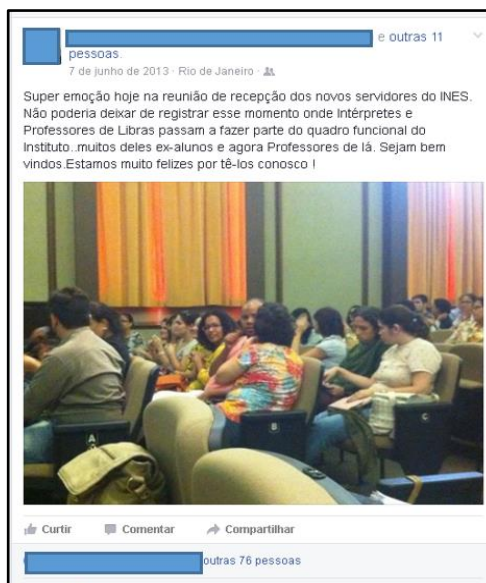 e outras 11
pessoas.
7 de junho de 2013 · Rio de Janeiro ·
Super emoção hoje na reunião de recepção dos novos servidores do INES.
Não poderia deixar de registrar esse momento onde Intérpretes e
Professores de Libras passam a fazer parte do quadro funcional do
Instituto..muitos deles ex-alunos e agora Professores de lá. Sejam bem
vindos.Estamos muito felizes por tê-los conosco !
A
B
C
Curtir Comentar Compartilhar
outras 76 pessoas